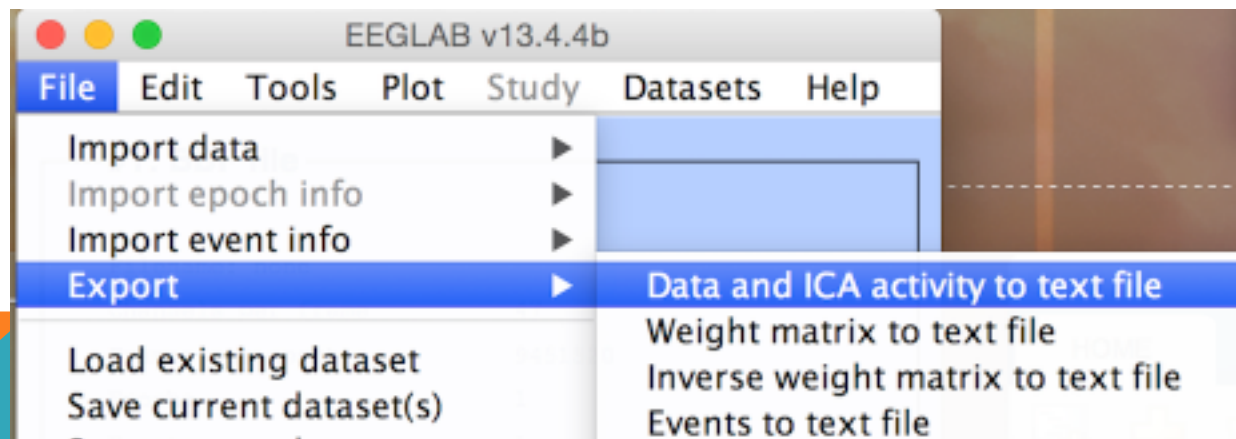 EEGLAB v13.4.4b
File Edit Tools Plot Study Datasets Help
Import data
Import epoch info
Import event info
Export
Data and ICA activity to text file
Weight matrix to text file
Inverse weight matrix to text file
Events to text file
Load existing dataset
Save current dataset(s)
HOME